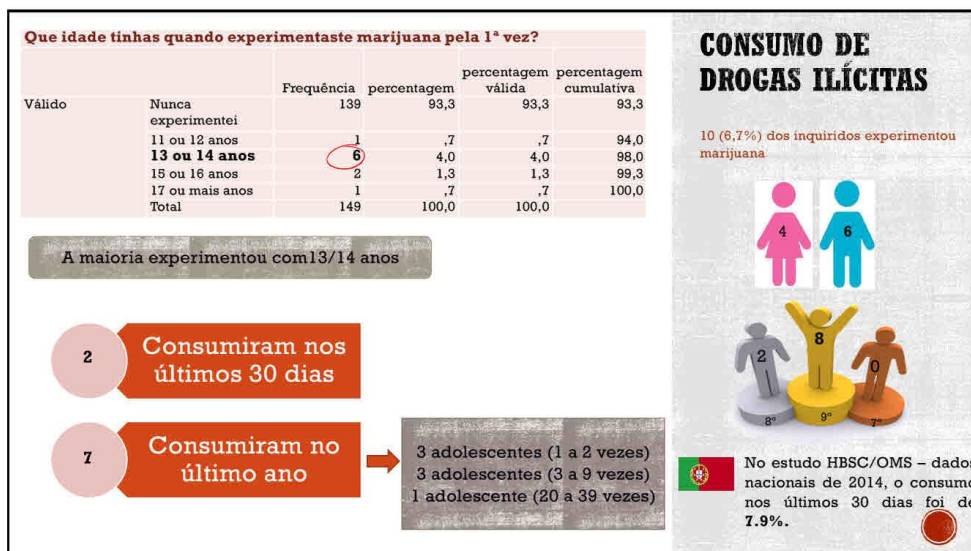 Que idade tinhas quando experimentaste marijuana pela 1ª vez?
Frequência percentagem percentagem válida percentagem cumulativa
Válido Nunca experimentei 139 93,3 93,3 93,3
11 ou 12 anos 1 ,7 ,7 94,0
13 ou 14 anos 6 4,0 4,0 98,0
15 ou 16 anos 2 1,3 1,3 99,3
17 ou mais anos 1 ,7 ,7 100,0
Total 149 100,0 100,0
A maioria experimentou com13/14 anos
2
Consumiram nos
últimos 30 dias
7
Consumiram no
último ano
3 adolescentes (1 a 2 vezes)
3 adolescentes (3 a 9 vezes)
1 adolescente (20 a 39 vezes)
CONSUMO DE
DROGAS ILÍCITAS
10 (6,7%) dos inquiridos experimentou
marijuana
4 6
2 8 0
8º 9º 7º
No estudo HBSC/OMS – dados
nacionais de 2014, o consumo
nos últimos 30 dias foi de
7.9%.